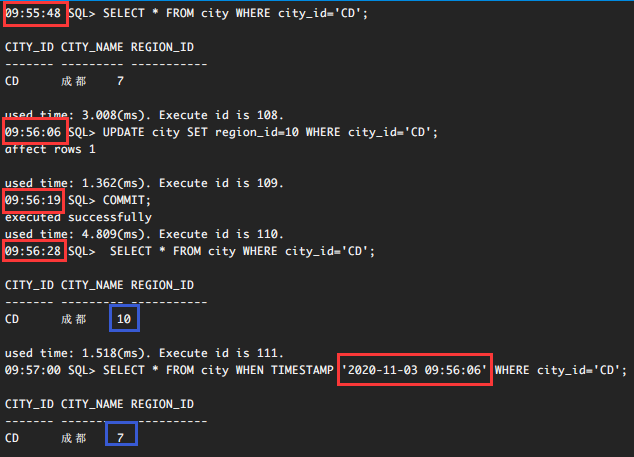 09:55:48 SQL> SELECT * FROM city WHERE city_id='CD';
CITY_ID CITY_NAME REGION_ID
------- --------- -----------
CD 成都 7
used time: 3.008(ms). Execute id is 108.
09:56:06 SQL> UPDATE city SET region_id=10 WHERE city_id='CD';
affect rows 1
used time: 1.362(ms). Execute id is 109.
09:56:19 SQL> COMMIT;
executed successfully
used time: 4.809(ms). Execute id is 110.
09:56:28 SQL> SELECT * FROM city WHERE city_id='CD';
CITY_ID CITY_NAME REGION_ID
------- --------- -----------
CD 成都 10
used time: 1.518(ms). Execute id is 111.
09:57:00 SQL> SELECT * FROM city WHEN TIMESTAMP '2020-11-03 09:56:06' WHERE city_id='CD';
CITY_ID CITY_NAME REGION_ID
------- --------- -----------
CD 成都 7